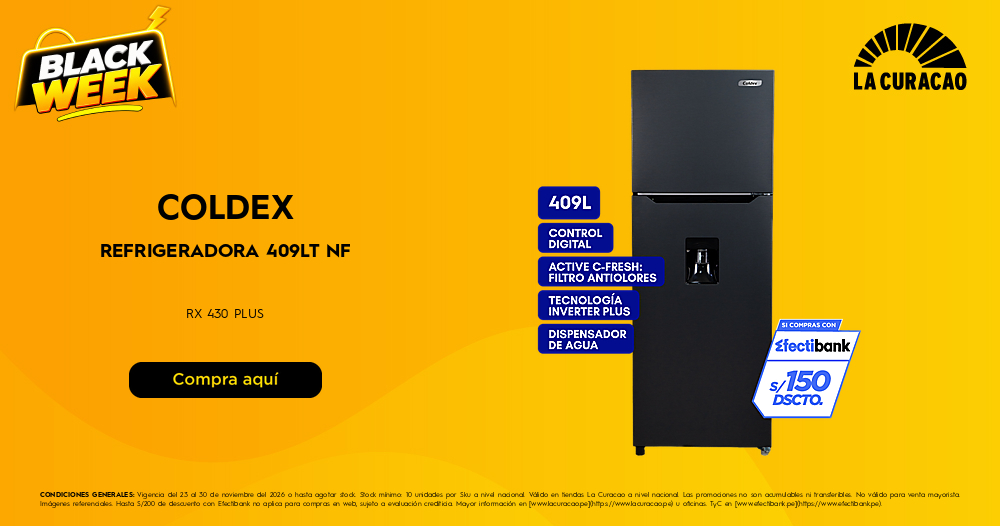 BLACK
WEEK
LA CURACAO
Coldex
COLDEX
REFRIGERADORA 409LT NF
RX 430 PLUS
Compra aquí
409L
CONTROL
DIGITAL
ACTIVE C-FRESH:
FILTRO ANTIOLORES
TECNOLOGÍA
INVERTER PLUS
DISPENSADOR
DE AGUA
SI COMPRAS CON
Efectibank
S/150
DSCTO.
CONDICIONES GENERALES: Vigencia del 23 al 30 de noviembre del 2026 o hasta agotar stock. Stock mínimo: 10 unidades por Sku a nivel nacional. Válido en tiendas La Curacao a nivel nacional. Las promociones no son acumulables ni transferibles. No válido para venta mayorista.
Imágenes referenciales. Hasta S/200 de descuento con Efectibank no aplica para compras en web, sujeto a evaluación crediticia. Mayor información en [www.lacuracao.pe](https://www.lacuracao.pe) u oficinas. TyC en [www.efectibank.pe](https://www.efectibank.pe).